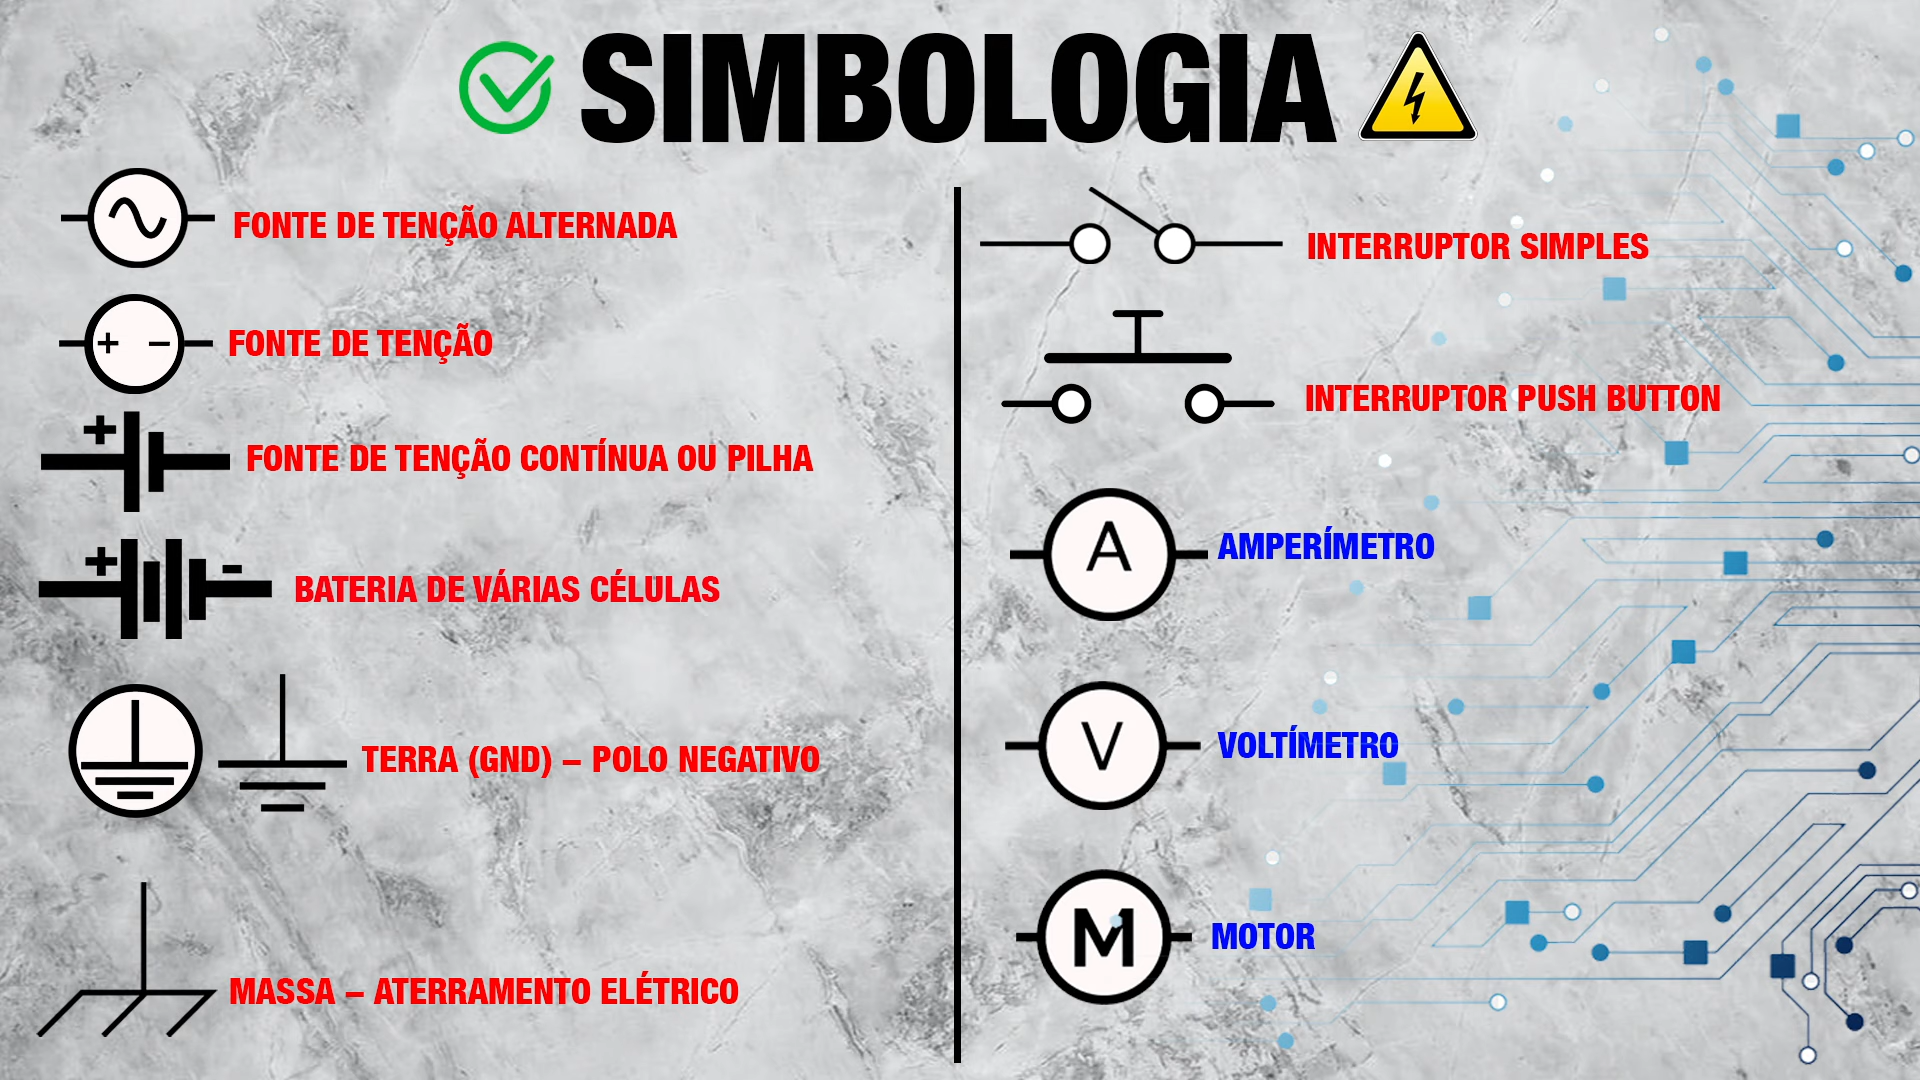 SIMBOLOGIA
FONTE DE TENÇÃO ALTERNADA
+ − FONTE DE TENÇÃO
+ FONTE DE TENÇÃO CONTÍNUA OU PILHA
+ - BATERIA DE VÁRIAS CÉLULAS
TERRA (GND) – POLO NEGATIVO
MASSA – ATERRAMENTO ELÉTRICO
INTERRUPTOR SIMPLES
INTERRUPTOR PUSH BUTTON
A AMPERÍMETRO
V VOLTÍMETRO
M MOTOR